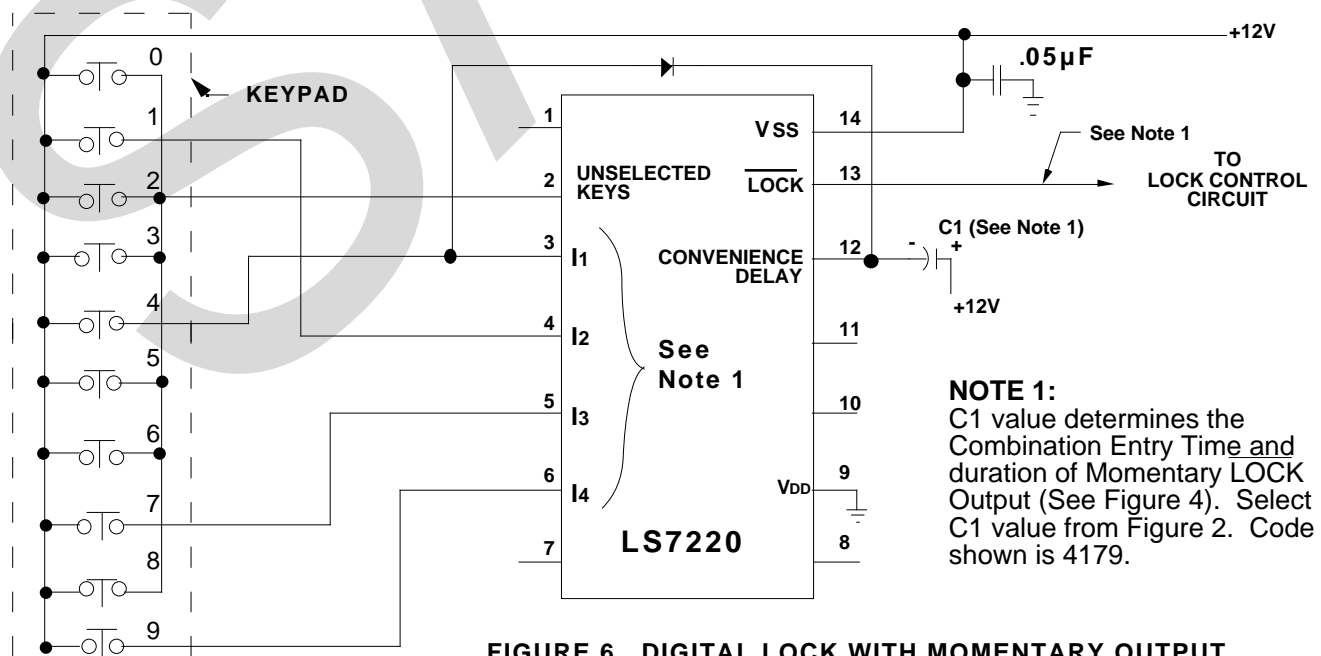 +12V
.05µF
0
KEYPAD
1
2
3
4
5
6
7
8
9
1
2
3
4
5
6
7
UNSELECTED
KEYS
I1
I2
I3
I4
See
Note 1
LS7220
VSS
LOCK
CONVENIENCE
DELAY
VDD
14
13
12
11
10
9
8
See Note 1
TO
LOCK CONTROL
CIRCUIT
C1 (See Note 1)
- +
+12V
NOTE 1:
C1 value determines the
Combination Entry Time and
duration of Momentary LOCK
Output (See Figure 4). Select
C1 value from Figure 2. Code
shown is 4179.
FIGURE 6. DIGITAL LOCK WITH MOMENTARY OUTPUT